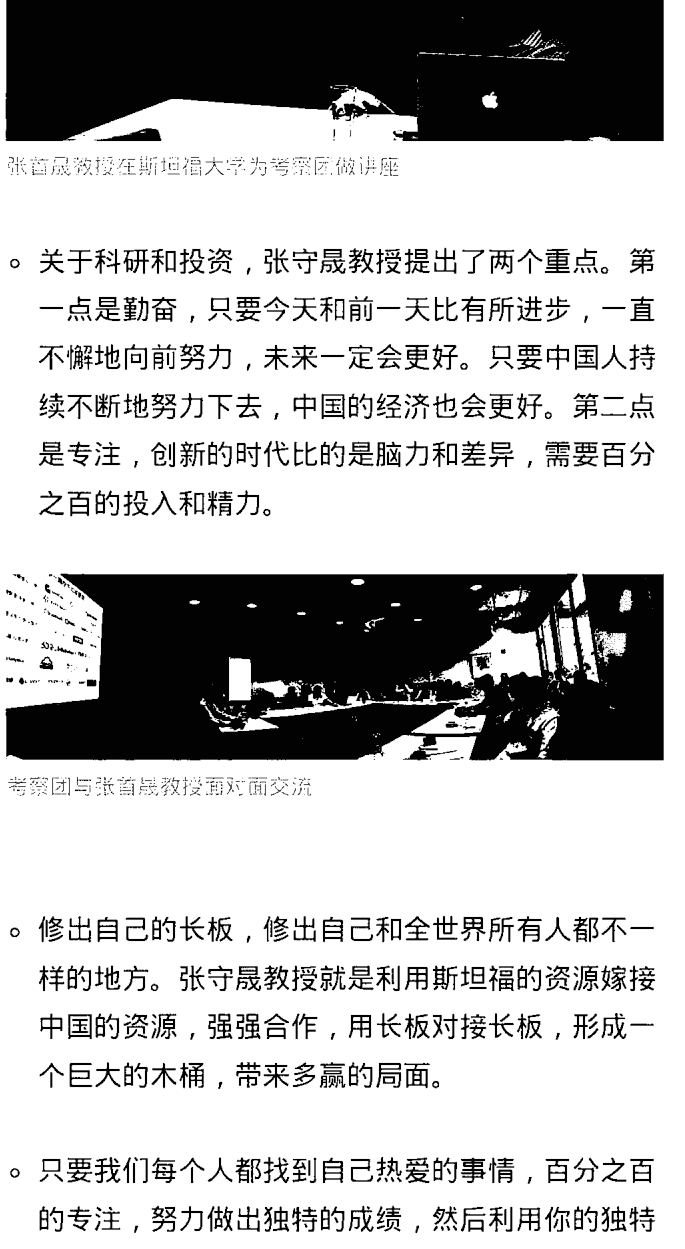 张首晟教授在斯坦福大学为考察团做讲座
关于科研和投资，张守晟教授提出了两个重点。第
一点是勤奋，只要今天和前一天比有所进步，一直
不懈地向前努力，未来一定会更好。只要中国人持
续不断地努力下去，中国的经济也会更好。第二点
是专注，创新的时代比的是脑力和差异，需要百分
之百的投入和精力。
考察团与张首晟教授面对面交流
修出自己的长板，修出自己和全世界所有人都不一
样的地方。张守晟教授就是利用斯坦福的资源嫁接
中国的资源，强强合作，用长板对接长板，形成一
个巨大的木桶，带来多赢的局面。
只要我们每个人都找到自己热爱的事情，百分之百
的专注，努力做出独特的成绩，然后利用你的独特